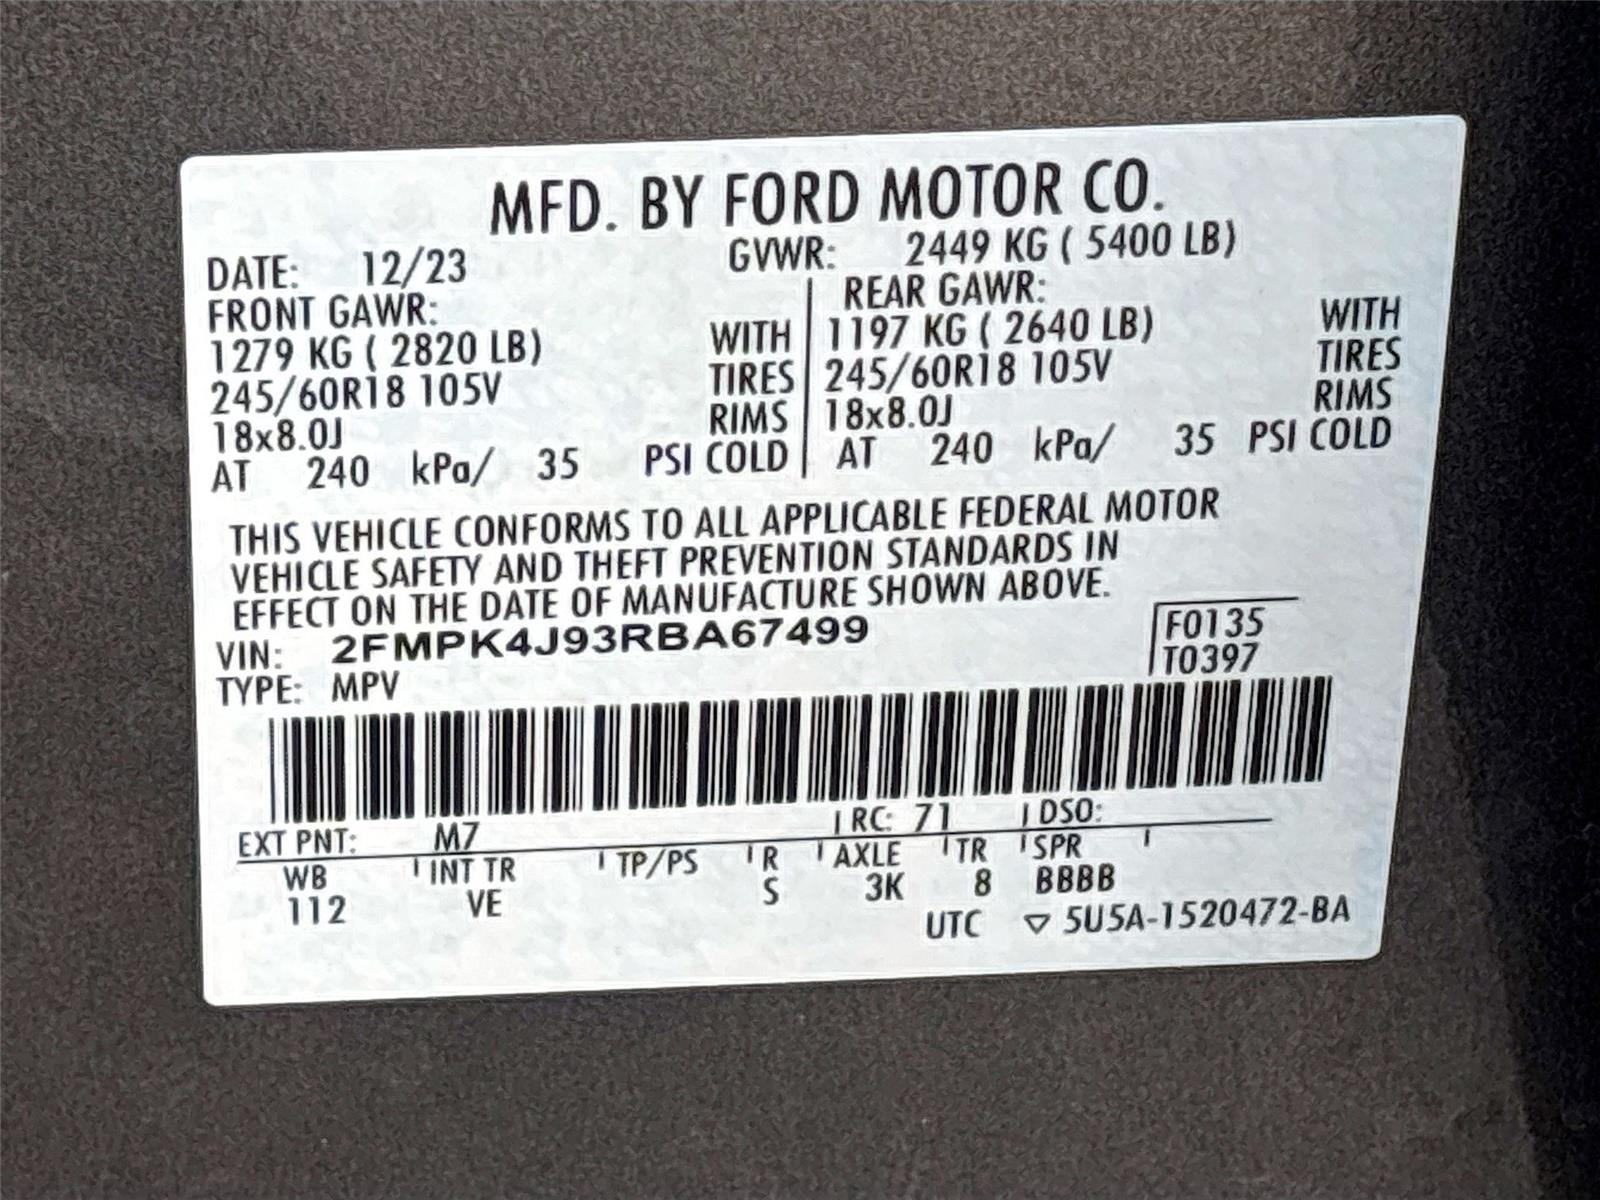 MFD. BY FORD MOTOR CO.
DATE: 12/23 GVWR: 2449 KG ( 5400 LB)
FRONT GAWR: REAR GAWR:
1279 KG ( 2820 LB) WITH 1197 KG ( 2640 LB) WITH
245/60R18 105V TIRES 245/60R18 105V TIRES
18x8.0J RIMS 18x8.0J RIMS
AT 240 kPa/ 35 PSI COLD AT 240 kPa/ 35 PSI COLD
THIS VEHICLE CONFORMS TO ALL APPLICABLE FEDERAL MOTOR
VEHICLE SAFETY AND THEFT PREVENTION STANDARDS IN
EFFECT ON THE DATE OF MANUFACTURE SHOWN ABOVE.
VIN: 2FMPK4J93RBA67499 F0135
TYPE: MPV T0397
EXT PNT: M7 RC: 71 DSO:
WB INT TR TP/PS R AXLE TR SPR
112 VE S 3K 8 BBBB
UTC ▽ 5U5A-1520472-BA